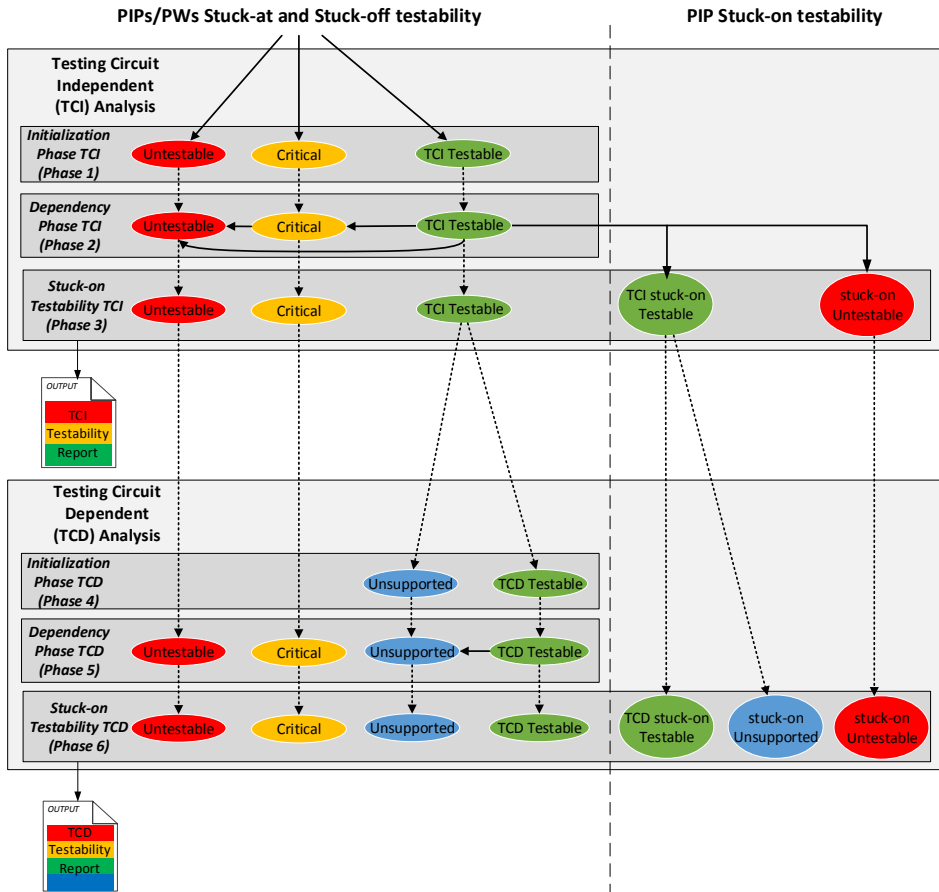 PIPs/PWs Stuck-at and Stuck-off testability
PIP Stuck-on testability
Testing Circuit
Independent
(TCI) Analysis
Initialization
Phase TCI
(Phase 1)
Untestable
Critical
TCI Testable
Dependency
Phase TCI
(Phase 2)
Untestable
Critical
TCI Testable
Stuck-on
Testability TCI
(Phase 3)
Untestable
Critical
TCI Testable
TCI stuck-on
Testable
stuck-on
Untestable
OUTPUT
TCI
Testability
Report
Testing Circuit
Dependent
(TCD) Analysis
Initialization
Phase TCD
(Phase 4)
Unsupported
TCD Testable
Dependency
Phase TCD
(Phase 5)
Untestable
Critical
Unsupported
TCD Testable
Stuck-on
Testability TCD
(Phase 6)
Untestable
Critical
Unsupported
TCD Testable
TCD stuck-on
Testable
stuck-on
Unsupported
stuck-on
Untestable
OUTPUT
TCD
Testability
Report